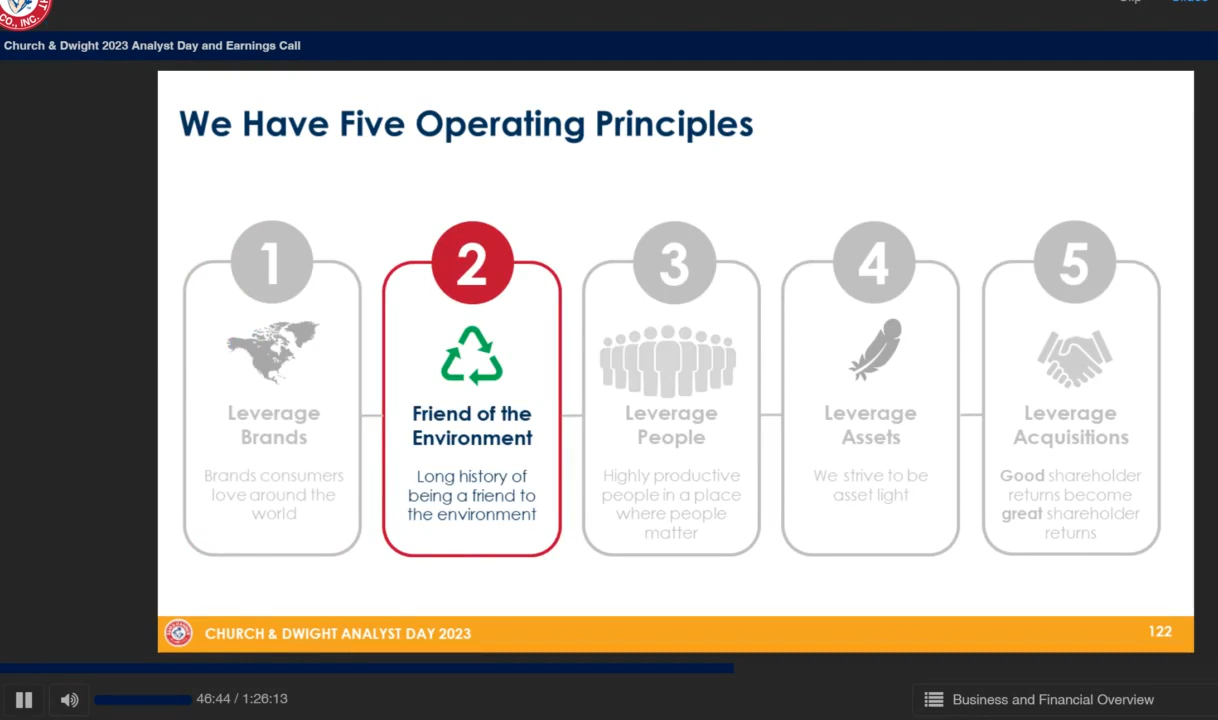 CO., INC.
Church & Dwight 2023 Analyst Day and Earnings Call
We Have Five Operating Principles
1
Leverage
Brands
Brands consumers
love around the
world
2
Friend of the
Environment
Long history of
being a friend to
the environment
3
Leverage
People
Highly productive
people in a place
where people
matter
4
Leverage
Assets
We strive to be
asset light
5
Leverage
Acquisitions
Good shareholder
returns become
great shareholder
returns
CHURCH & DWIGHT ANALYST DAY 2023
122
46:44 / 1:26:13
Business and Financial Overview